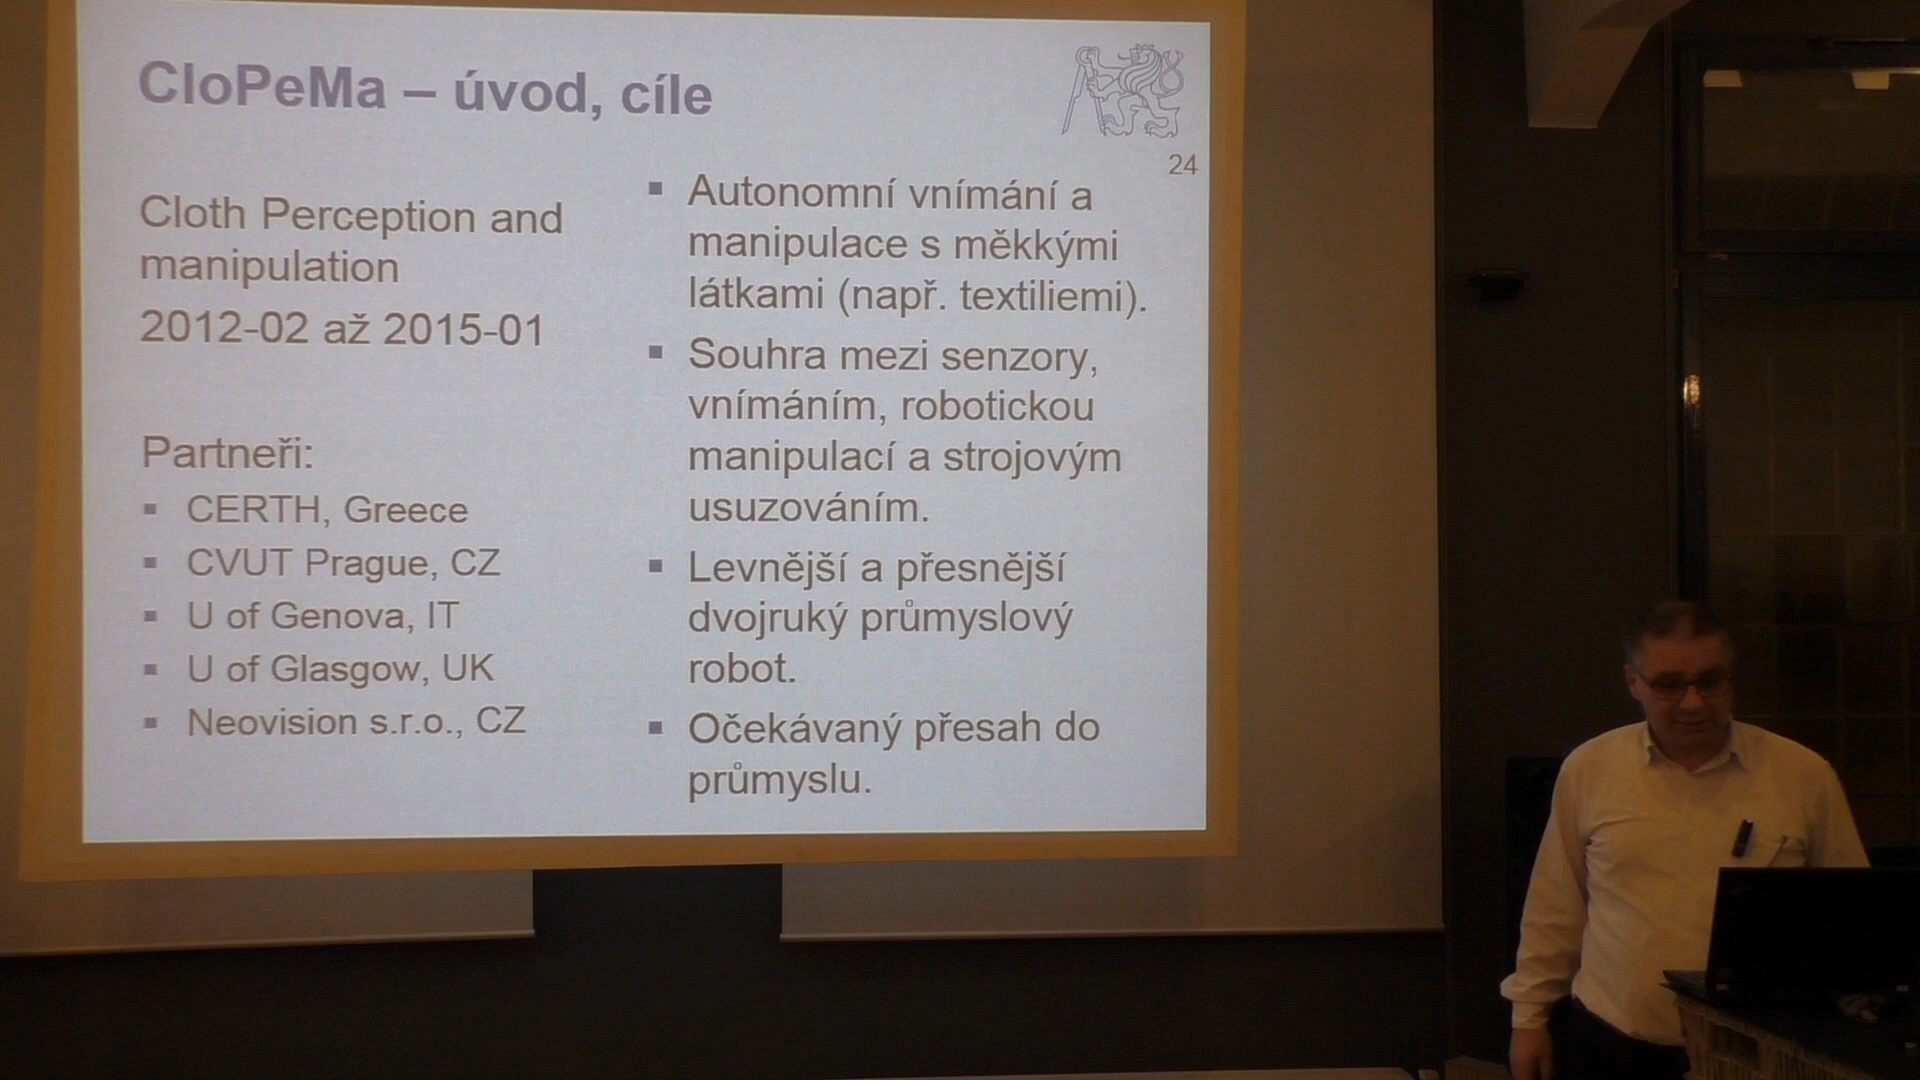 CloPeMa – úvod, cíle
24
Cloth Perception and
manipulation
2012-02 až 2015-01
Partneři:
▪ CERTH, Greece
▪ CVUT Prague, CZ
▪ U of Genova, IT
▪ U of Glasgow, UK
▪ Neovision s.r.o., CZ
▪ Autonomní vnímání a
manipulace s měkkými
látkami (např. textiliemi).
▪ Souhra mezi senzory,
vnímáním, robotickou
manipulací a strojovým
usuzováním.
▪ Levnější a přesnější
dvojruký průmyslový
robot.
▪ Očekávaný přesah do
průmyslu.